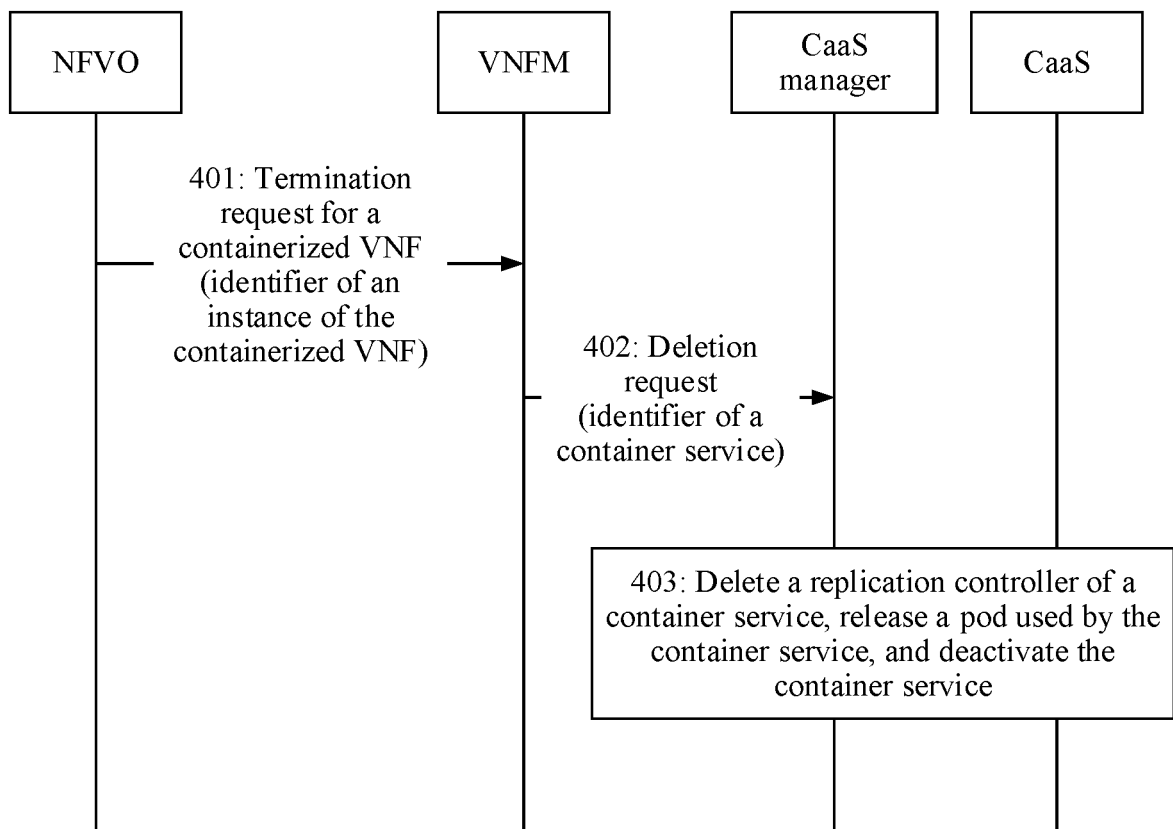 NFVO
VNFM
CaaS
manager
CaaS
401: Termination
request for a
containerized VNF
(identifier of an
instance of the
containerized VNF)
402: Deletion
request
(identifier of a
container service)
403: Delete a replication controller of a
container service, release a pod used by the
container service, and deactivate the
container service